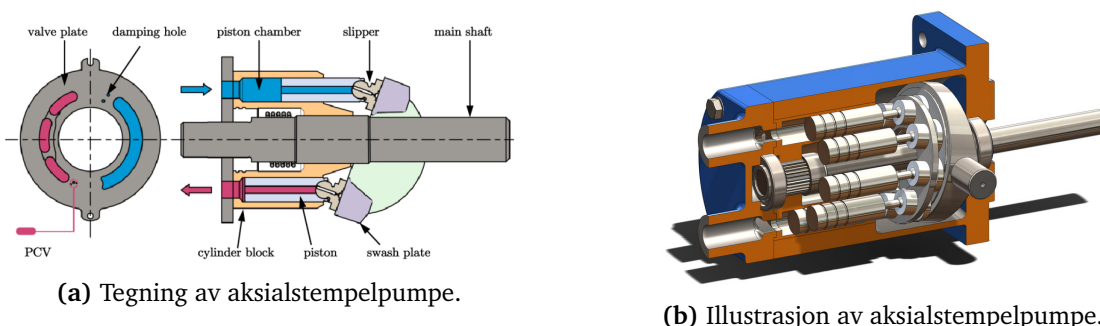 valve plate damping hole piston chamber slipper main shaft
PCV cylinder block piston swash plate
(a) Tegning av aksialstempelpumpe.
(b) Illustrasjon av aksialstempelpumpe.